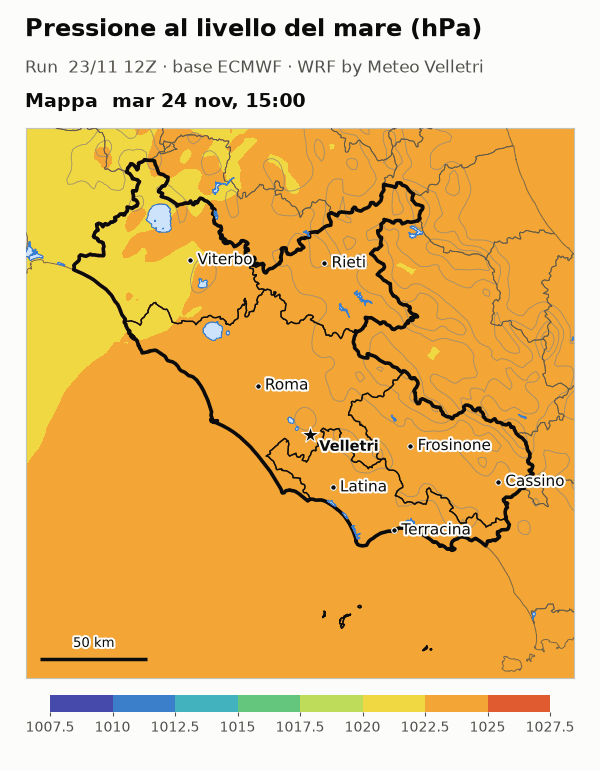 Pressione al livello del mare (hPa)
Run  23/11 12Z · base ECMWF · WRF by Meteo Velletri
Mappa  mar 24 nov, 15:00
Viterbo
Rieti
Roma
Velletri
Frosinone
Cassino
Latina
Terracina
50 km
1007.5 1010 1012.5 1015 1017.5 1020 1022.5 1025 1027.5